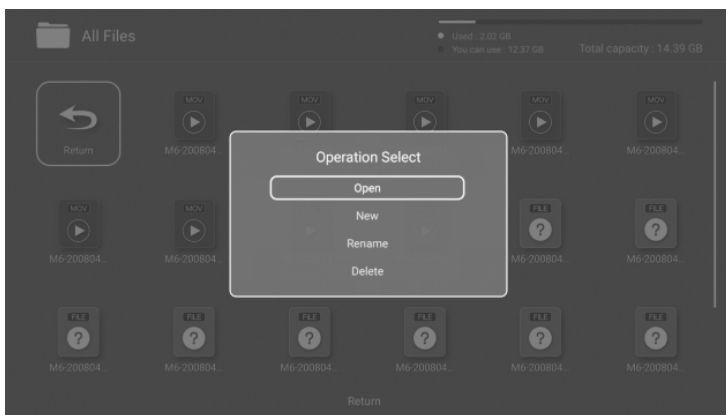 All Files
Used : 2.02 GB
You can use : 12.37 GB
Total capacity : 14.39 GB
MOV MOV MOV MOV MOV
Return M6-200804... M6-200804...
Operation Select
Open
New
Rename
Delete
MOV MOV FILE FILE
M6-200804... M6-200804... M6-200804... M6-200804...
FILE FILE FILE FILE FILE FILE
M6-200804... M6-200804... M6-200804... M6-200804... M6-200804... M6-200804...
Return